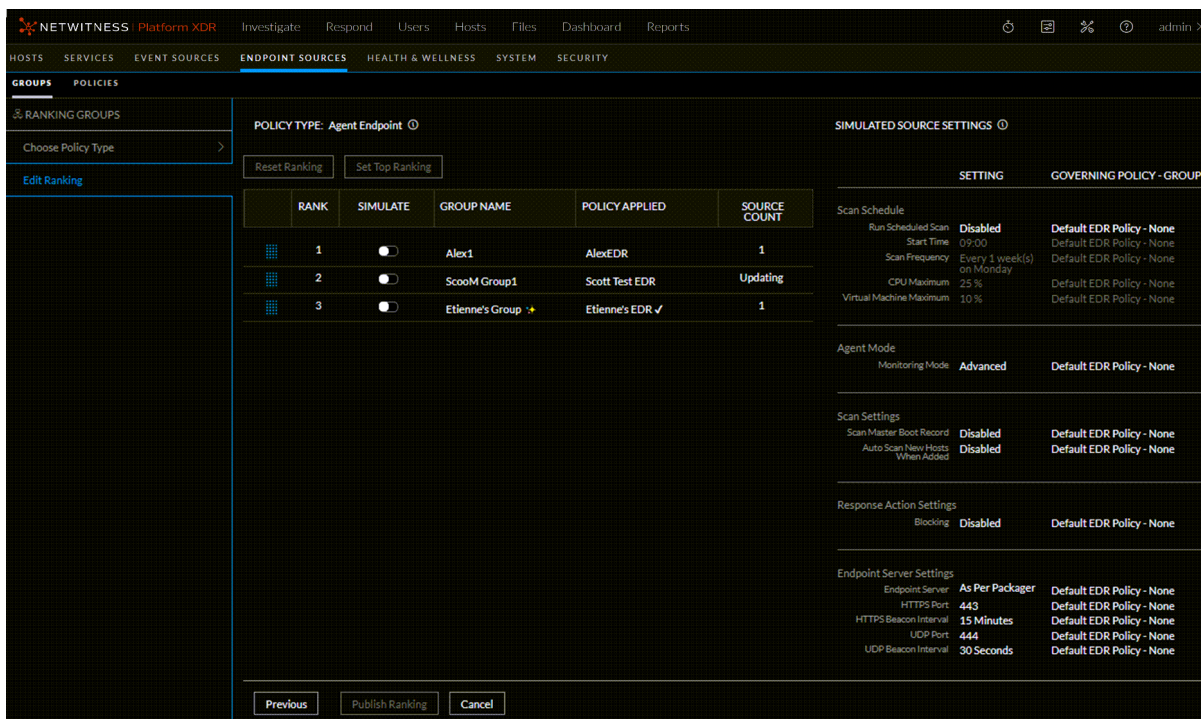 NETWITNESS Platform XDR Investigate Respond Users Hosts Files Dashboard Reports admin
HOSTS SERVICES EVENT SOURCES ENDPOINT SOURCES HEALTH & WELLNESS SYSTEM SECURITY
GROUPS POLICIES
RANKING GROUPS
Choose Policy Type
Edit Ranking
POLICY TYPE: Agent Endpoint
Reset Ranking Set Top Ranking
RANK SIMULATE GROUP NAME POLICY APPLIED SOURCE COUNT
1 Alex1 AlexEDR 1
2 ScooM Group1 Scott Test EDR Updating
3 Etienne's Group ✨ Etienne's EDR ✓ 1
SIMULATED SOURCE SETTINGS
SETTING GOVERNING POLICY - GROUP
Scan Schedule
Run Scheduled Scan Disabled Default EDR Policy - None
Start Time 09:00 Default EDR Policy - None
Scan Frequency Every 1 week(s) on Monday Default EDR Policy - None
CPU Maximum 25 % Default EDR Policy - None
Virtual Machine Maximum 10 % Default EDR Policy - None
Agent Mode
Monitoring Mode Advanced Default EDR Policy - None
Scan Settings
Scan Master Boot Record Disabled Default EDR Policy - None
Auto Scan New Hosts When Added Disabled Default EDR Policy - None
Response Action Settings
Blocking Disabled Default EDR Policy - None
Endpoint Server Settings
Endpoint Server As Per Packager Default EDR Policy - None
HTTPS Port 443 Default EDR Policy - None
HTTPS Beacon Interval 15 Minutes Default EDR Policy - None
UDP Port 444 Default EDR Policy - None
UDP Beacon Interval 30 Seconds Default EDR Policy - None
Previous Publish Ranking Cancel